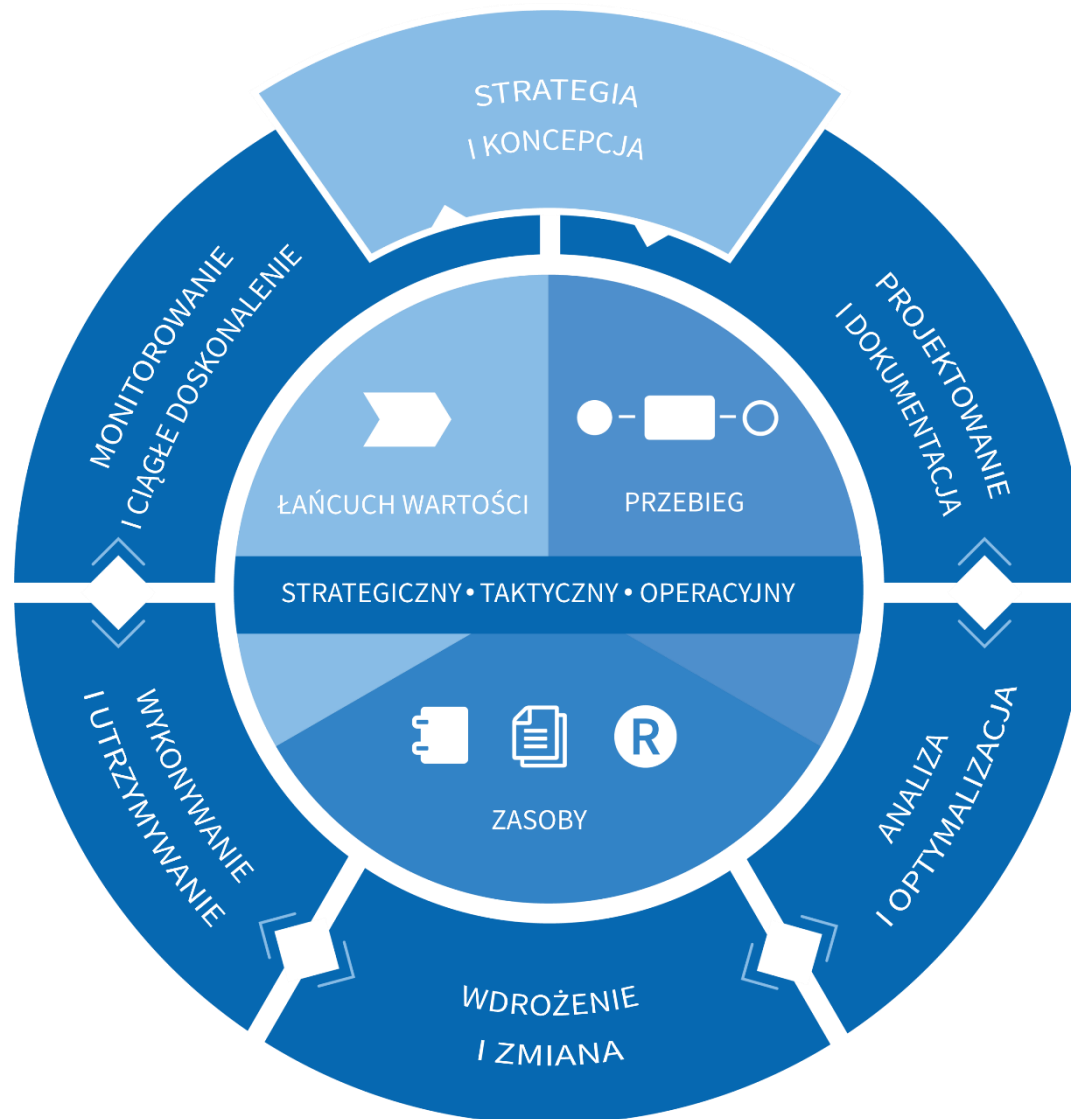 STRATEGIA
I KONCEPCJA
PROJEKTOWANIE
I DOKUMENTACJA
ANALIZA
I OPTYMALIZACJA
WDROŻENIE
I ZMIANA
WYKONYWANIE
I UTRZYMYWANIE
MONITOROWANIE
I CIĄGŁE DOSKONALENIE
ŁAŃCUCH WARTOŚCI
PRZEBIEG
STRATEGICZNY • TAKTYCZNY • OPERACYJNY
R
ZASOBY